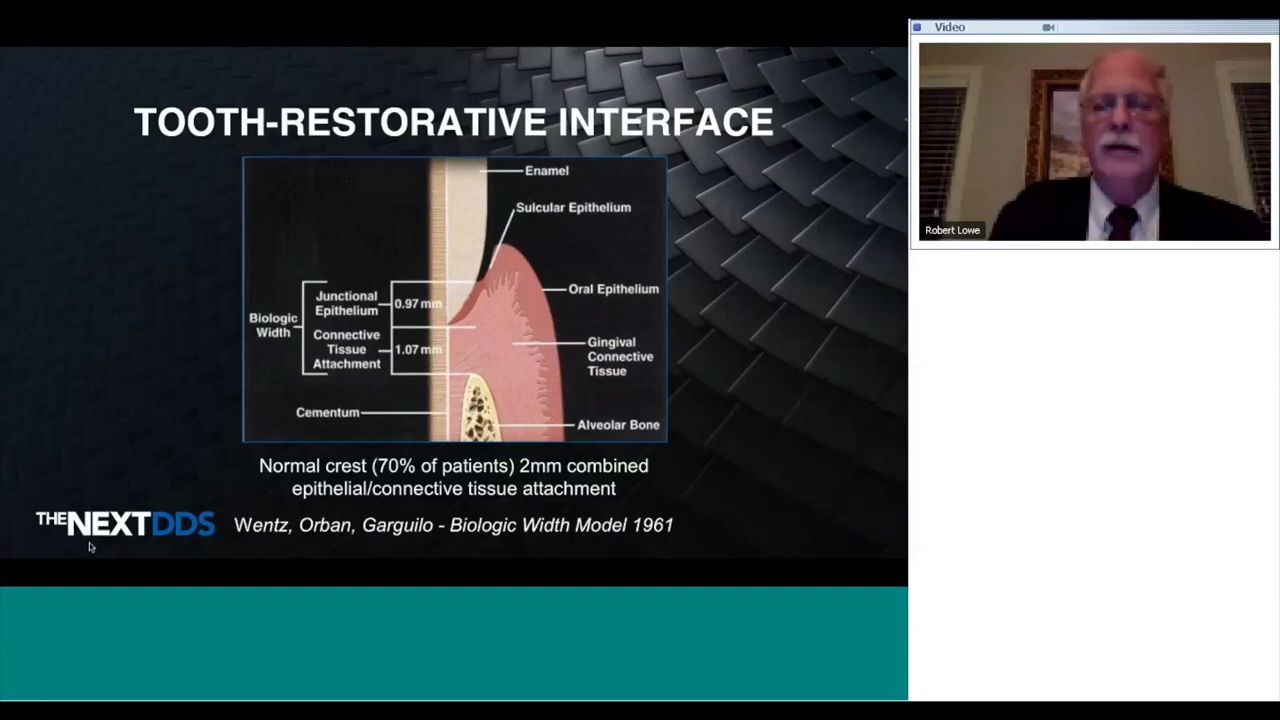 Video
TOOTH-RESTORATIVE INTERFACE
Enamel
Sulcular Epithelium
Oral Epithelium
Biologic
Width
Junctional
Epithelium
0.97 mm
Connective
Tissue
Attachment
1.07 mm
Gingival
Connective
Tissue
Cementum
Alveolar Bone
Normal crest (70% of patients) 2mm combined
epithelial/connective tissue attachment
THE NEXTDDS
Wentz, Orban, Garguilo - Biologic Width Model 1961
Robert Lowe